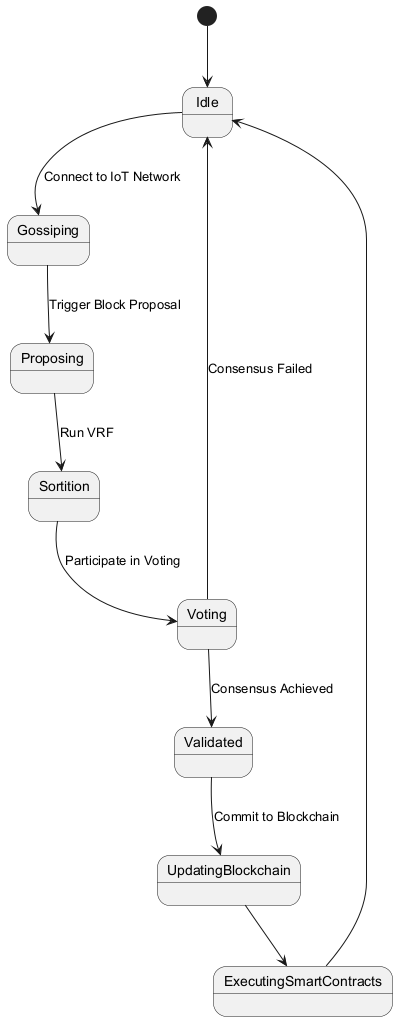 Idle
Connect to IoT Network
Gossiping
Trigger Block Proposal
Proposing
Consensus Failed
Run VRF
Sortition
Participate in Voting
Voting
Consensus Achieved
Validated
Commit to Blockchain
UpdatingBlockchain
ExecutingSmartContracts